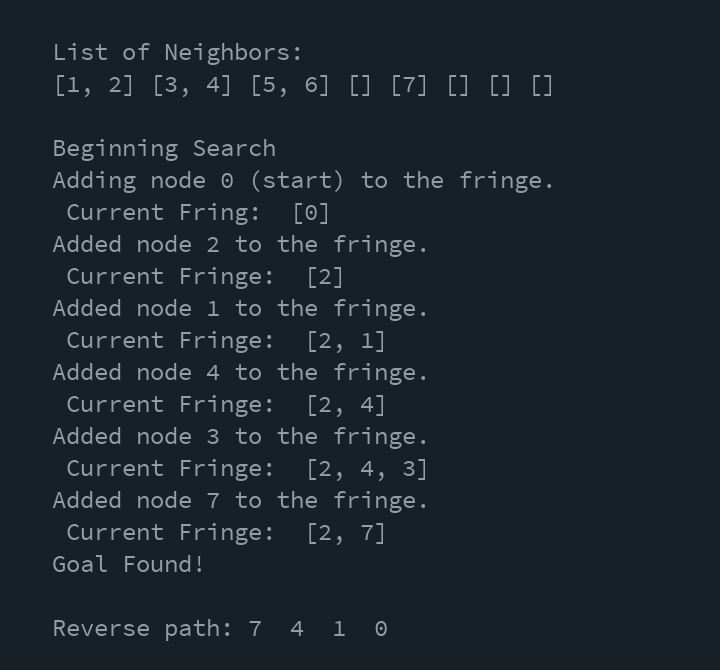 List of Neighbors:
[1, 2] [3, 4] [5, 6] [] [7] [] [] []
Beginning Search
Adding node 0 (start) to the fringe.
Current Fring:  [0]
Added node 2 to the fringe.
Current Fringe:  [2]
Added node 1 to the fringe.
Current Fringe:  [2, 1]
Added node 4 to the fringe.
Current Fringe:  [2, 4]
Added node 3 to the fringe.
Current Fringe:  [2, 4, 3]
Added node 7 to the fringe.
Current Fringe:  [2, 7]
Goal Found!
Reverse path: 7  4  1  0